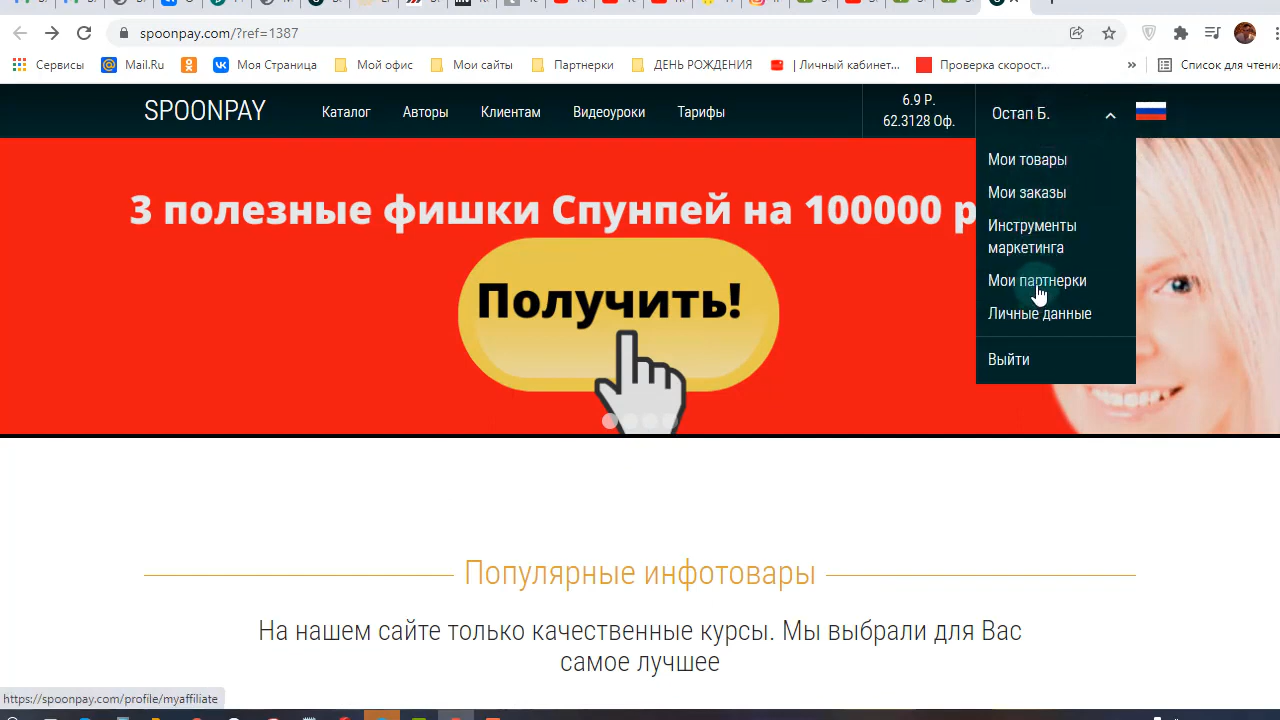 spoonpay.com/?ref=1387
Сервисы
Mail.Ru
Моя Страница
Мой офис
Мои сайты
Партнерки
ДЕНЬ РОЖДЕНИЯ
| Личный кабинет...
Проверка скорост...
»
Список для чтени
SPOONPAY
Каталог
Авторы
Клиентам
Видеоуроки
Тарифы
6.9 Р.
62.3128 Оф.
Остап Б.
Мои товары
Мои заказы
Инструменты
маркетинга
Мои партнерки
Личные данные
Выйти
3 полезные фишки Спунпей на 100000 р
Получить!
Популярные инфотовары
На нашем сайте только качественные курсы. Мы выбрали для Вас
самое лучшее
https://spoonpay.com/profile/myaffiliate